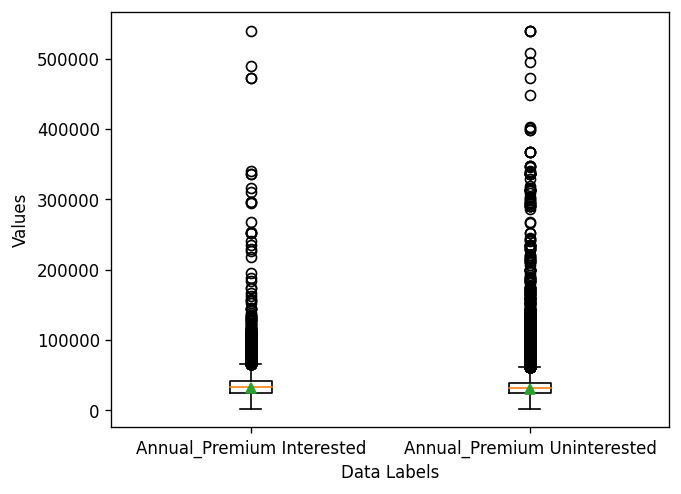 500000
400000
300000
200000
100000
0
Values
Annual_Premium Interested
Annual_Premium Uninterested
Data Labels